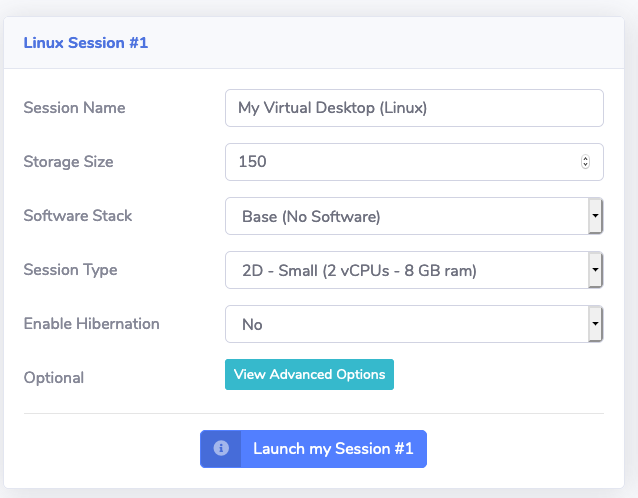 Linux Session #1
Session Name My Virtual Desktop (Linux)
Storage Size 150
Software Stack Base (No Software)
Session Type 2D - Small (2 vCPUs - 8 GB ram)
Enable Hibernation No
Optional View Advanced Options
Launch my Session #1